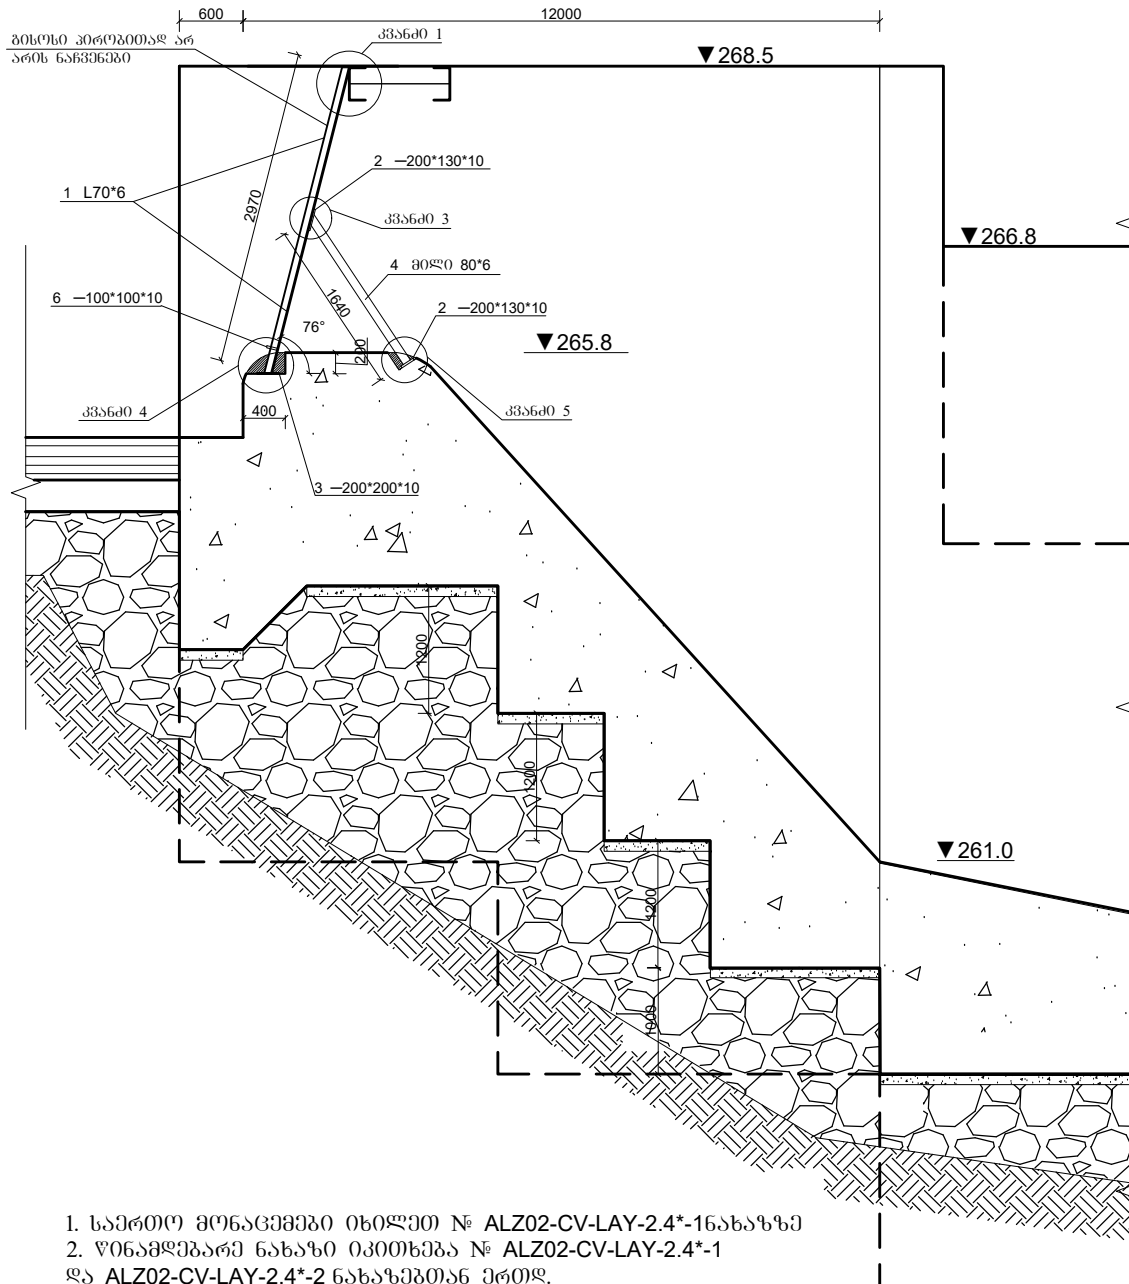 600
12000
ბისოსი პირობითად არ
არის ნაჩვენები
კვანძი 1
▼268.5
2 —200*130*10
1 L70*6
2970
კვანძი 3
▼266.8
4 მილი 80*6
6 —100*100*10
1640
2 —200*130*10
76°
290
▼265.8
კვანძი 4
400
კვანძი 5
3 —200*200*10
1200
1200
▼261.0
1200
1000
1. საერთო მონაცემები იხილეთ № ALZ02-CV-LAY-2.4*-1ნახაზზე
2. წინამდებარე ნახაზი იკითხება № ALZ02-CV-LAY-2.4*-1
და ALZ02-CV-LAY-2.4*-2 ნახაზებთან ერთდ.